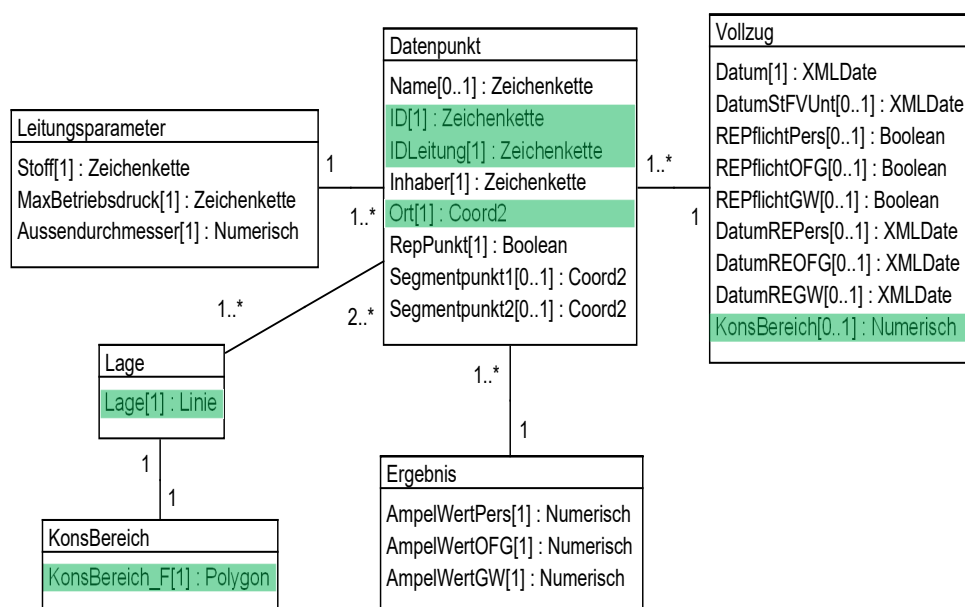 Leitungsparameter
Stoff[1] : Zeichenkette
MaxBetriebsdruck[1] : Zeichenkette
Aussendurchmesser[1] : Numerisch
1
1..*
Datenpunkt
Name[0..1] : Zeichenkette
ID[1] : Zeichenkette
IDLeitung[1] : Zeichenkette
Inhaber[1] : Zeichenkette
Ort[1] : Coord2
RepPunkt[1] : Boolean
Segmentpunkt1[0..1] : Coord2
Segmentpunkt2[0..1] : Coord2
1..*
1
Vollzug
Datum[1] : XMLDate
DatumStFVUnt[0..1] : XMLDate
REPflichtPers[0..1] : Boolean
REPflichtOFG[0..1] : Boolean
REPflichtGW[0..1] : Boolean
DatumREPers[0..1] : XMLDate
DatumREOFG[0..1] : XMLDate
DatumREGW[0..1] : XMLDate
KonsBereich[0..1] : Numerisch
1..*
2..*
Lage
Lage[1] : Linie
1
1
KonsBereich
KonsBereich_F[1] : Polygon
1..*
1
Ergebnis
AmpelWertPers[1] : Numerisch
AmpelWertOFG[1] : Numerisch
AmpelWertGW[1] : Numerisch